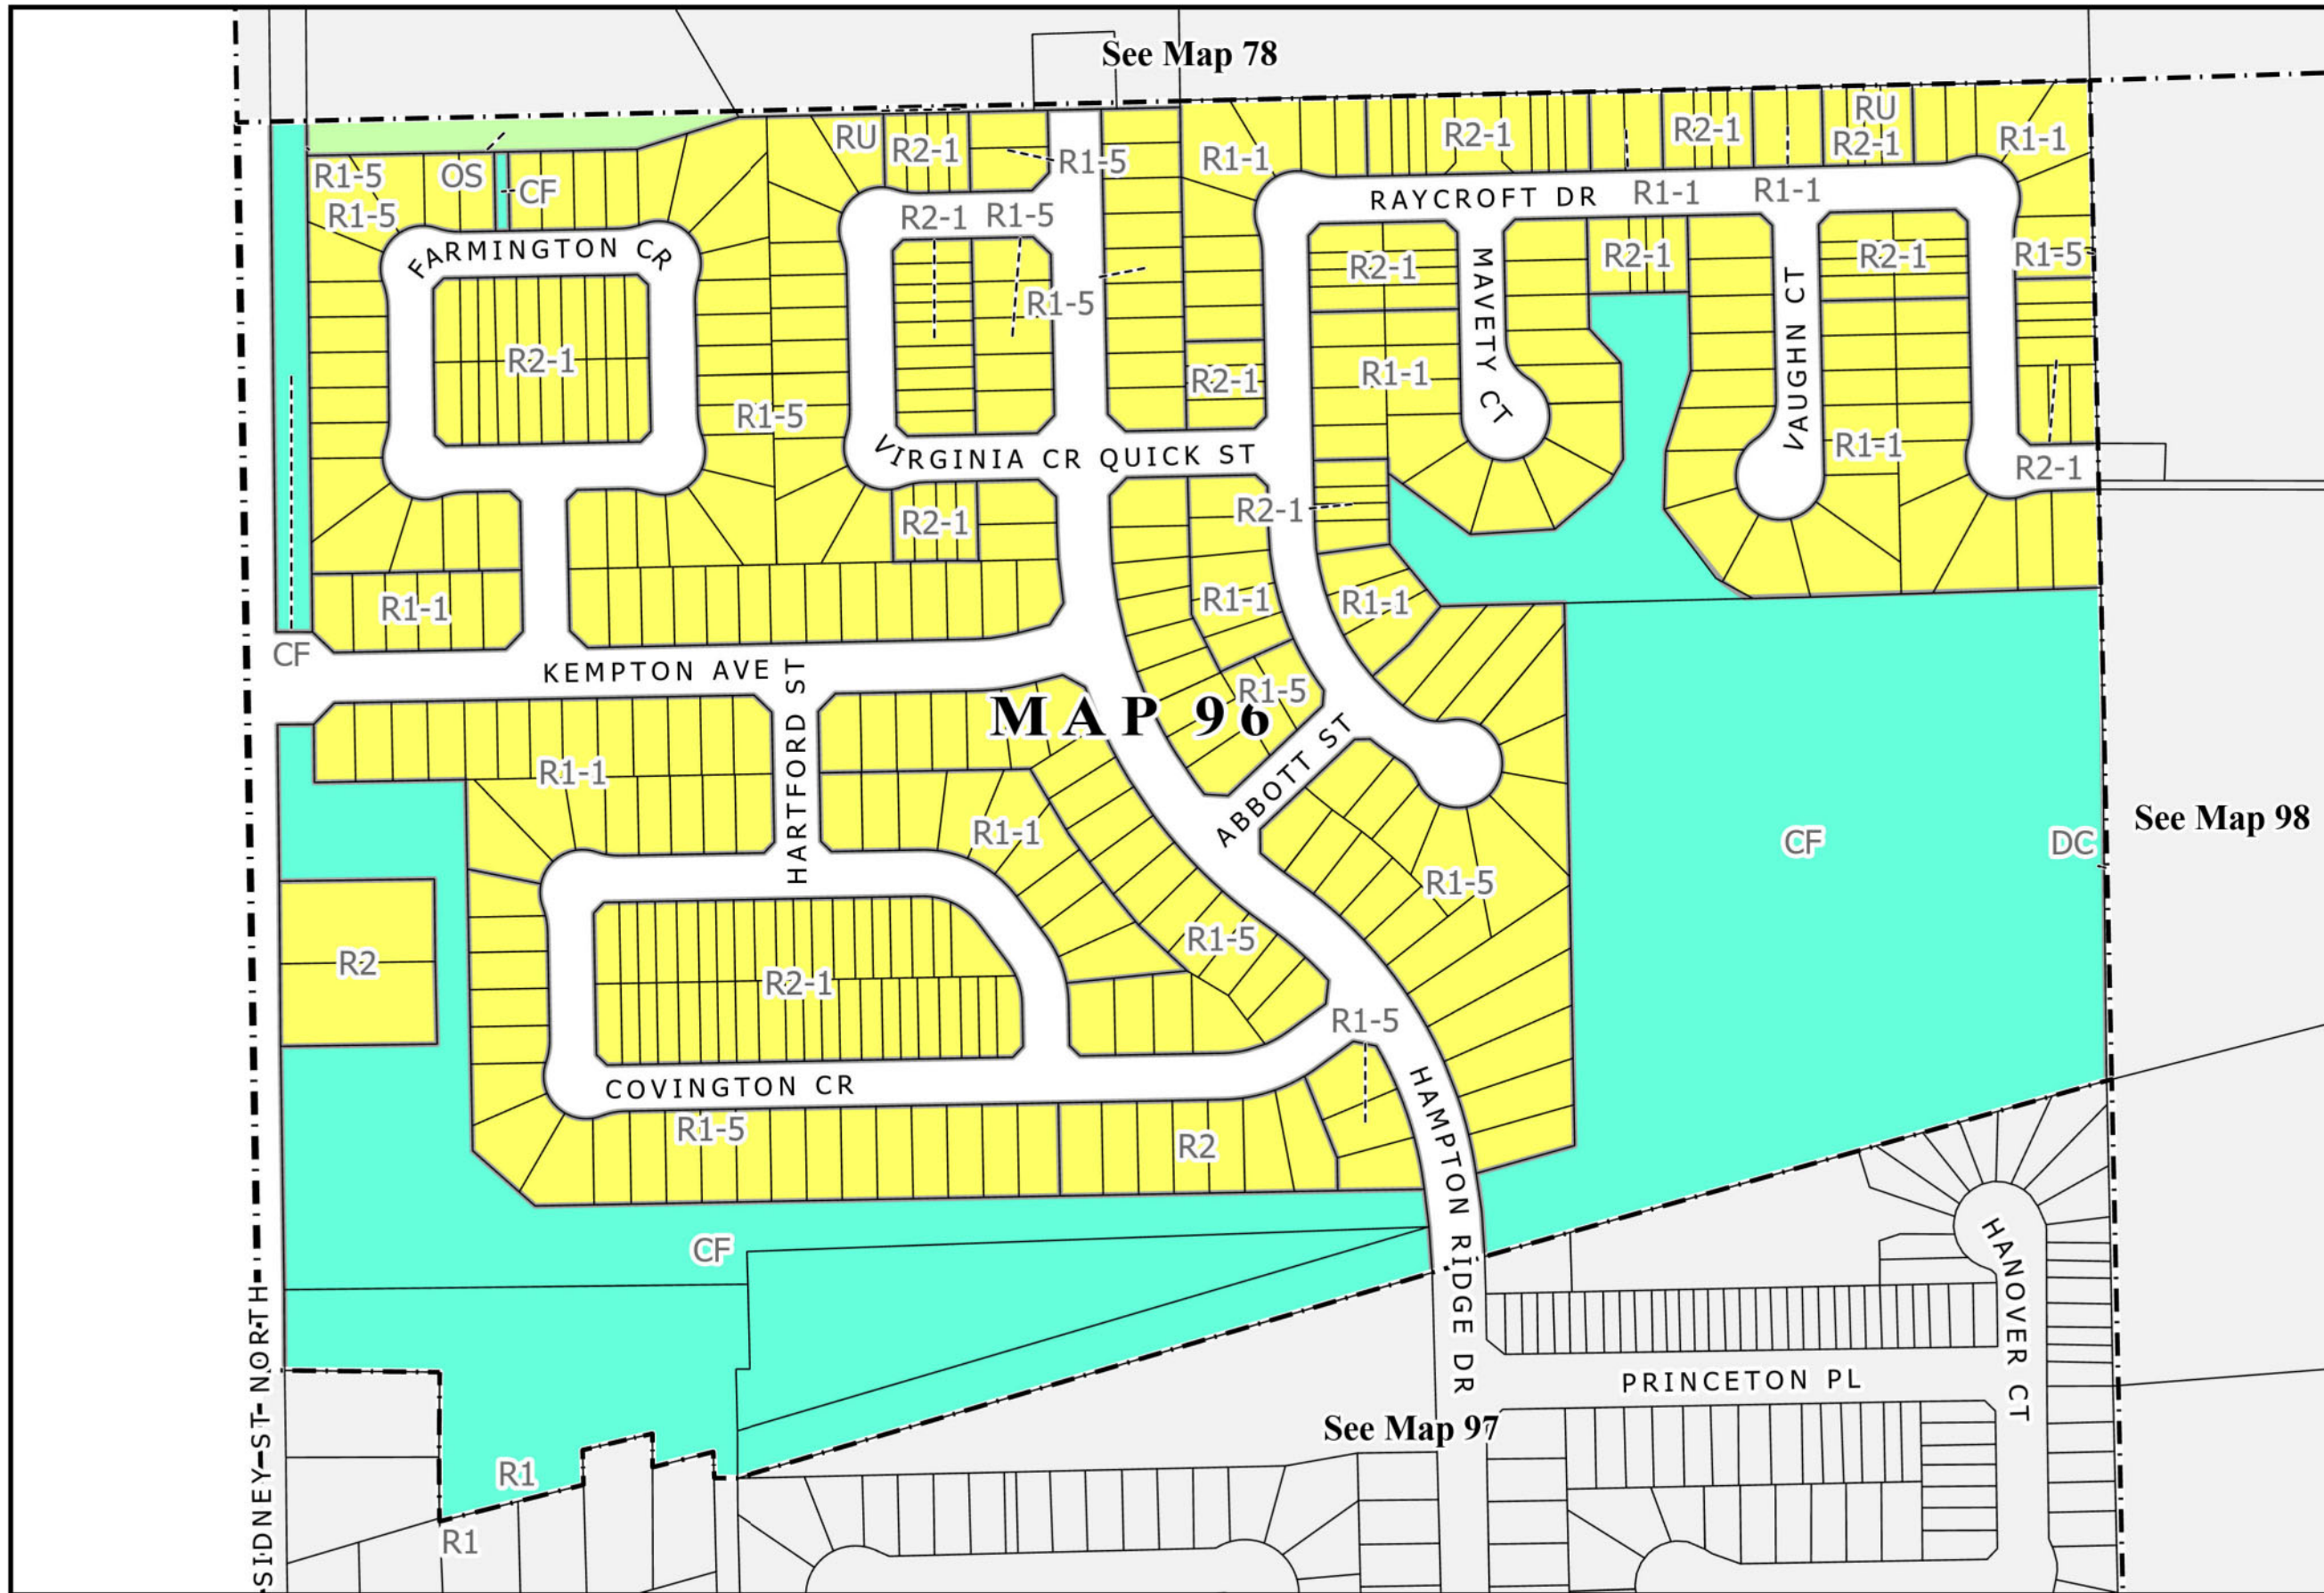 See Map 78
RU
R2-1
R2-1
R2-1
RU
R2-1
R1-1
R1-5
R1-1
R1-5
OS
CF
R1-5
R2-1
R1-5
RAYCROFT DR
R1-1
R1-1
FARMINGTON CR
R2-1
R2-1
MAVETY CT
R2-1
VAUGHN CT
R2-1
R1-5
R1-5
R2-1
R1-5
R2-1
R1-1
R1-1
VIRGINIA CR
QUICK ST
R2-1
R2-1
R2-1
R1-1
R1-1
R1-1
CF
KEMPTON AVE
HARTFORD ST
R1-5
MAP 96
ABBOTT ST
R1-1
R1-1
See Map 98
CF
DC
R1-5
R2
R2-1
R1-5
R1-5
COVINGTON CR
R1-5
R2
HAMPTON RIDGE DR
CF
HANOVER CT
SIDNEY ST NORTH
PRINCETON PL
See Map 97
R1
R1